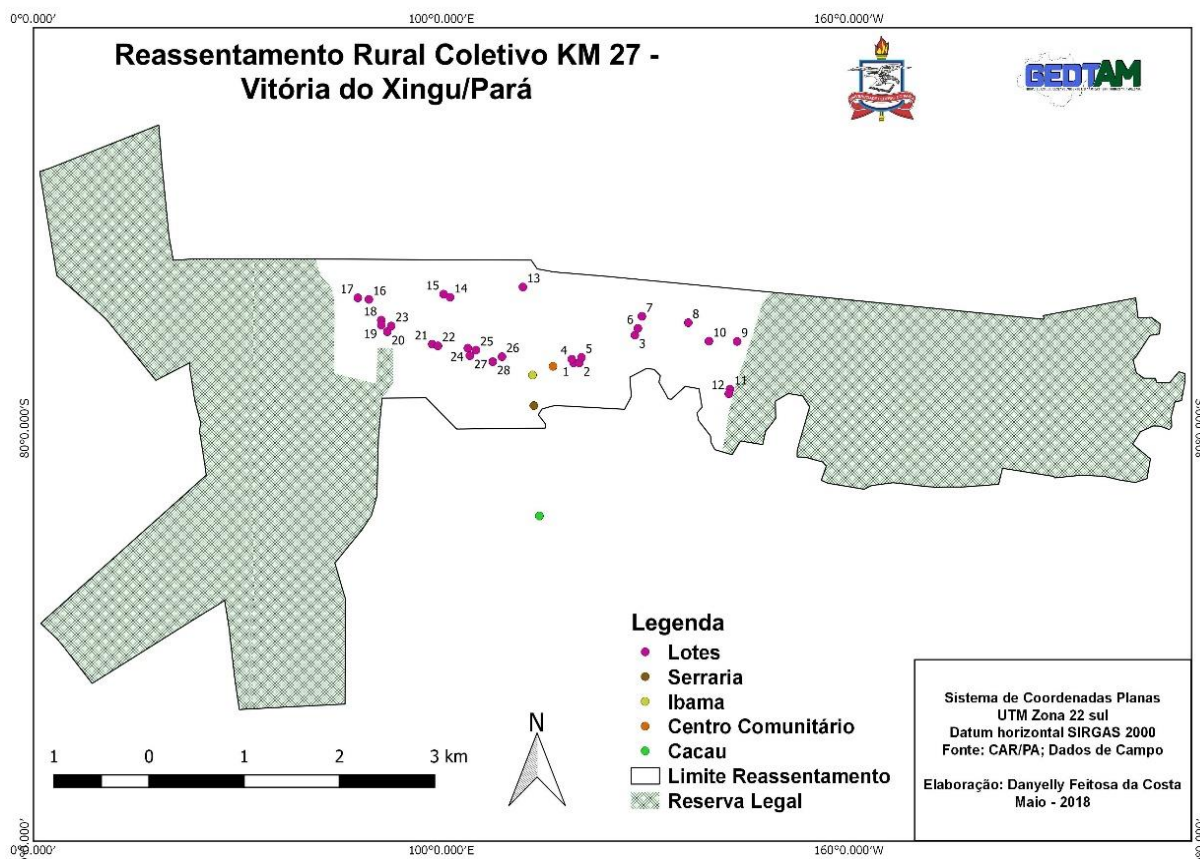 0°0.000'
100°0.000'E
160°0.000'W
Reassentamento Rural Coletivo KM 27 -
Vitória do Xingu/Pará
GEDTAM
13
17
16
15
14
7
18
23
6
8
19
20
21
22
3
10
9
25
26
4
5
24
27
28
1
2
11
12
80°0.000'S
Legenda
Lotes
Serraria
Ibama
Centro Comunitário
Cacau
Limite Reassentamento
Reserva Legal
N
1
0
1
2
3 km
Sistema de Coordenadas Planas
UTM Zona 22 sul
Datum horizontal SIRGAS 2000
Fonte: CAR/PA; Dados de Campo
Elaboração: Danyelly Feitosa da Costa
Maio - 2018
100°0.000'E
160°0.000'W